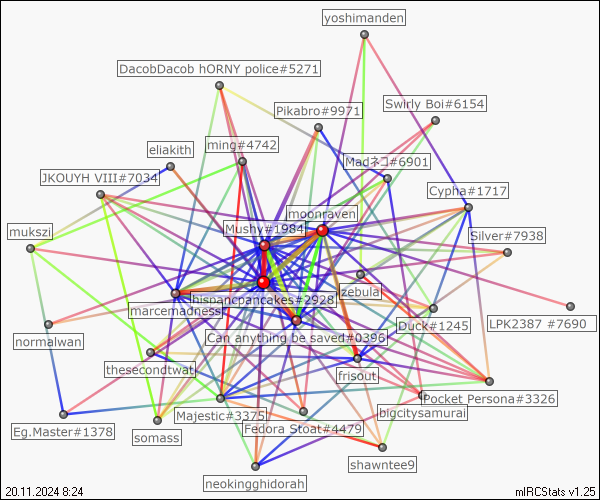 yoshimanden
DacobDacob hORNY police#5271
Swirly Boi#6154
Pikabro#9971
ming#4742
eliakith
Madネコ#6901
JKOUYH VIII#7034
Cypha#1717
moonraven
Mushy#1984
mukszi
Silver#7938
hispancpancakes#2928
izebula
marcemadnessi
LPK2387 #7690
Duck#1245
Can anything be saved#0396
normalwan
thesecondtwat
frisout
Pocket Persona#3326
bigcitysamurai
Majestic#3375
Fedora Stoat#4479
Eg.Master#1378
somass
shawntee9
neokingghidorah
20.11.2024 8:24
mIRCStats v1.25